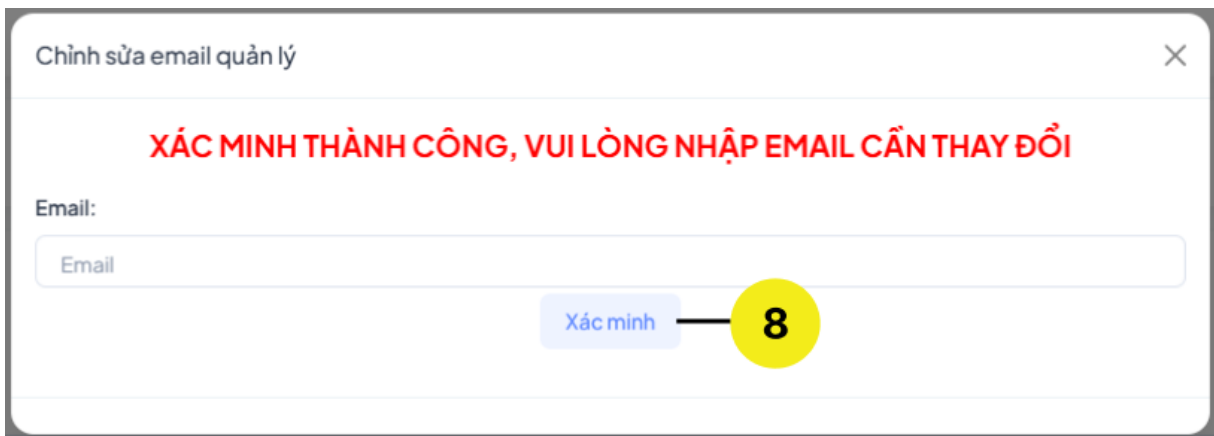 Chỉnh sửa email quản lý
XÁC MINH THÀNH CÔNG, VUI LÒNG NHẬP EMAIL CẦN THAY ĐỔI
Email:
Email
Xác minh
8